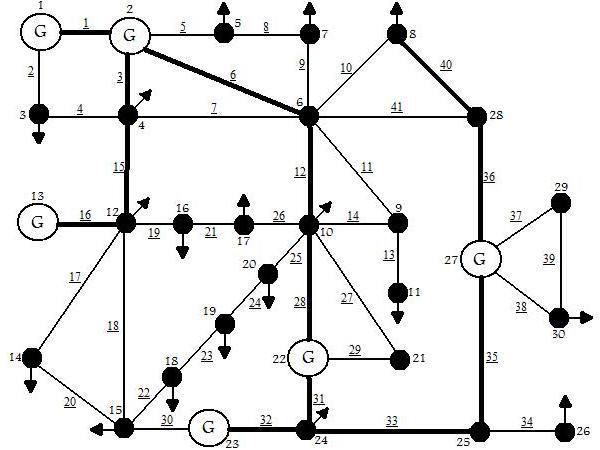 1 2
G 1 G 5 5 8 7 8
2 3 6 9 10 40
3 4 4 7 6 41 28
15 12 11 36
13 29
G 16 12 19 16 21 17 26 10 14 9 37
27 G 39
17 18 20 25 13 11 38 30
24 28 27
19
14 23 22 G 29 21 35
18
20 22 31
15 30 G 32 24 33 25 34 26
23